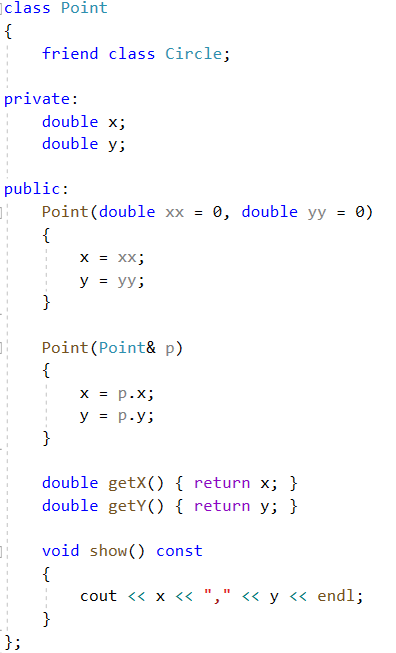 class Point
{
    friend class Circle;

private:
    double x;
    double y;

public:
    Point(double xx = 0, double yy = 0)
    {
        x = xx;
        y = yy;
    }

    Point(Point& p)
    {
        x = p.x;
        y = p.y;
    }

    double getX() { return x; }
    double getY() { return y; }

    void show() const
    {
        cout << x << "," << y << endl;
    }
};